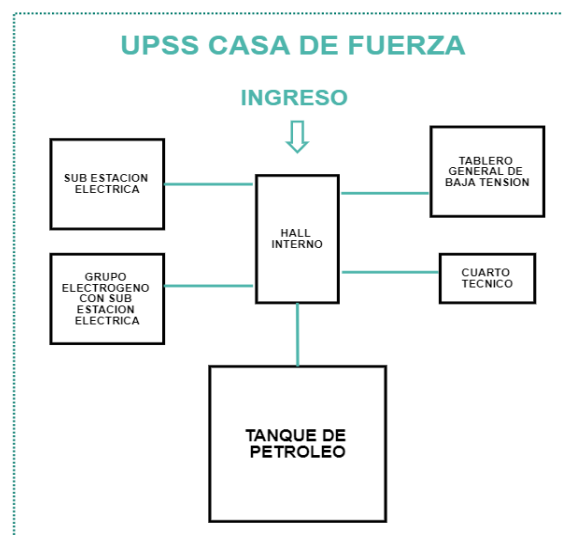 UPSS CASA DE FUERZA
INGRESO
SUB ESTACION
ELECTRICA
TABLERO
GENERAL DE
BAJA TENSION
HALL
INTERNO
GRUPO
ELECTROGENO
CON SUB
ESTACION
ELECTRICA
CUARTO
TECNICO
TANQUE DE
PETROLEO